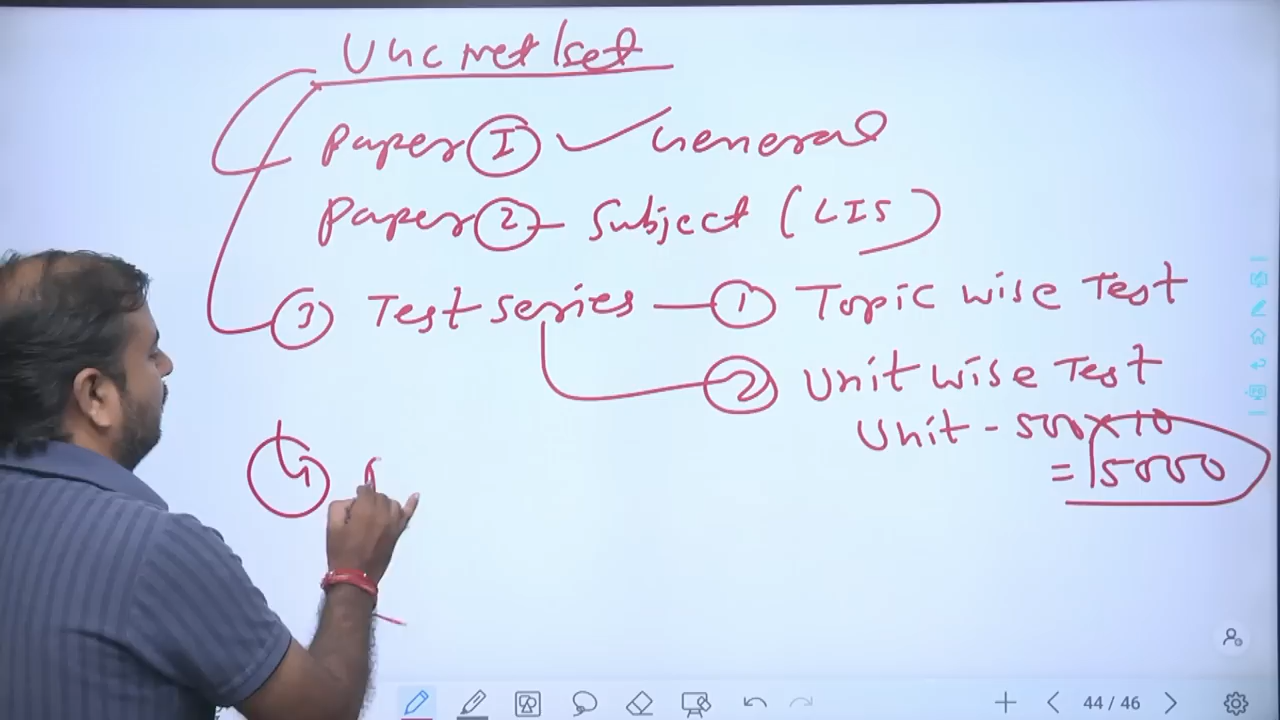 UGC Net/Set
Paper I ✓ General
Paper 2 - Subject (LIS)
3 Test series - 1 Topic wise Test
2 Unit wise Test
Unit - 500 x 10
= 5000
4
44 / 46